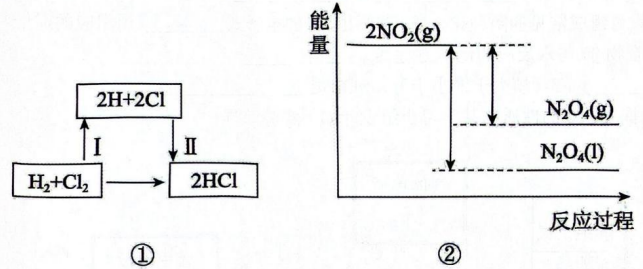 2H+2Cl
I
II
H₂+Cl₂
2HCl
①
能量
2NO₂(g)
N₂O₄(g)
N₂O₄(l)
反应过程
②